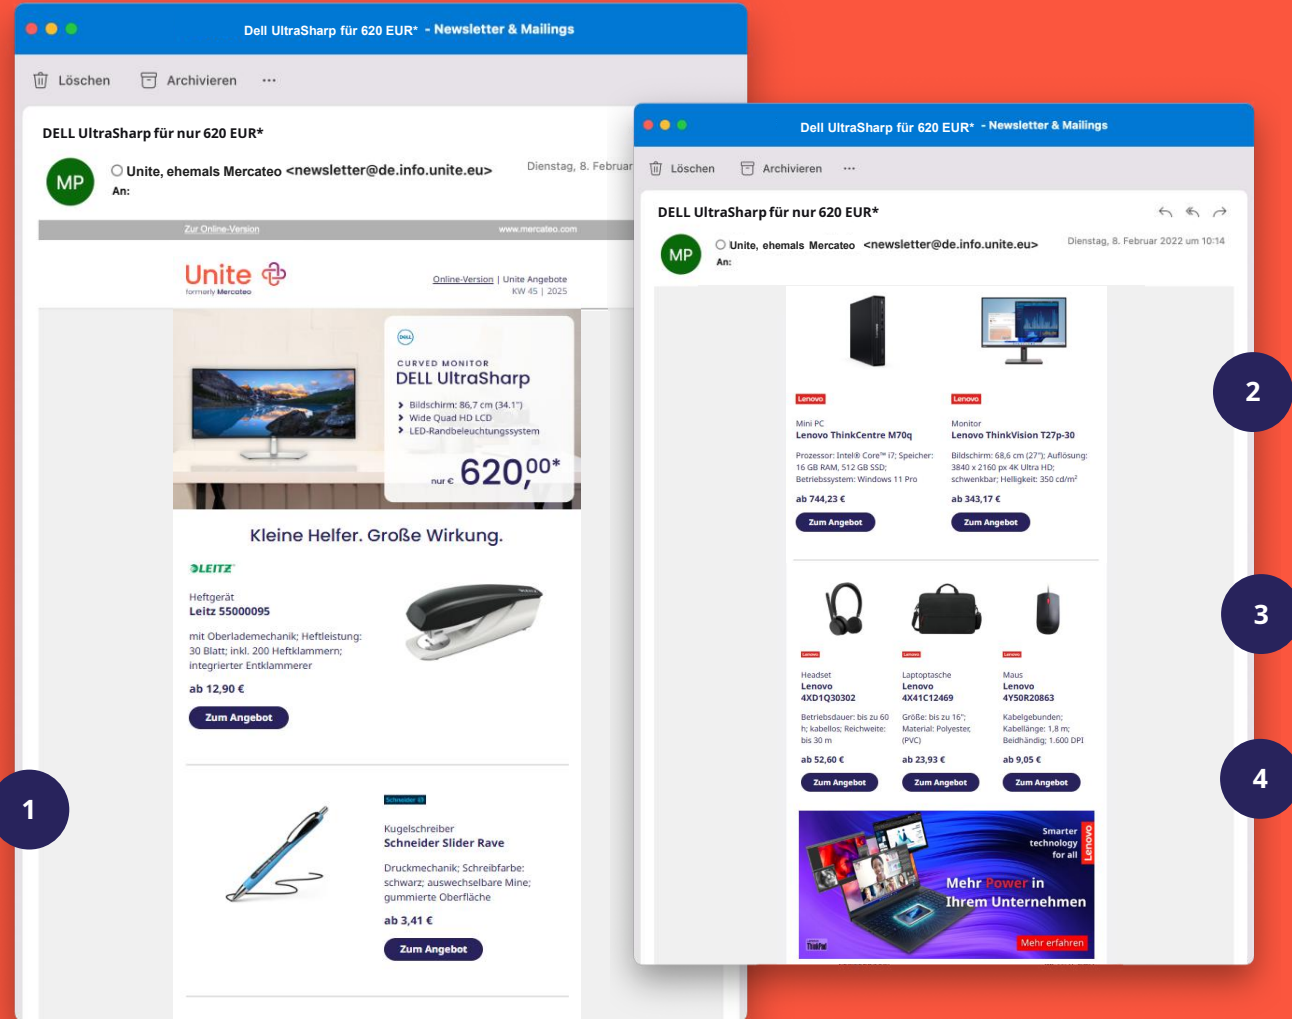 Dell UltraSharp für 620 EUR* - Newsletter & Mailings
Löschen
Archivieren
...
DELL UltraSharp für nur 620 EUR*
MP
Unite, ehemals Mercateo <newsletter@de.info.unite.eu>
Dienstag, 8. Februar
An:
Zur Online-Version
www.mercateo.com
Unite
formerly Mercateo
Online-Version | Unite Angebote
KW 45 | 2025
DELL
CURVED MONITOR
DELL UltraSharp
Bildschirm: 86,7 cm (34.1")
Wide Quad HD LCD
LED-Randbeleuchtungssystem
nur € 620,00*
Kleine Helfer. Große Wirkung.
LEITZ
Heftgerät
Leitz 55000095
mit Oberlademechanik; Heftleistung:
30 Blatt; inkl. 200 Heftklammern;
integrierter Entklammerer
ab 12,90 €
Zum Angebot
1
Schneider
Kugelschreiber
Schneider Slider Rave
Druckmechanik; Schreibfarbe:
schwarz; auswechselbare Mine;
gummierte Oberfläche
ab 3,41 €
Zum Angebot
Dell UltraSharp für 620 EUR* - Newsletter & Mailings
Löschen
Archivieren
...
DELL UltraSharp für nur 620 EUR*
MP
Unite, ehemals Mercateo <newsletter@de.info.unite.eu>
Dienstag, 8. Februar 2022 um 10:14
An:
2
Lenovo
Mini PC
Lenovo ThinkCentre M70q
Prozessor: Intel® Core™ i7; Speicher:
16 GB RAM, 512 GB SSD;
Betriebssystem: Windows 11 Pro
ab 744,23 €
Zum Angebot
Lenovo
Monitor
Lenovo ThinkVision T27p-30
Bildschirm: 68,6 cm (27"); Auflösung:
3840 x 2160 px 4K Ultra HD;
schwenkbar; Helligkeit: 350 cd/m²
ab 343,17 €
Zum Angebot
3
Lenovo
Headset
Lenovo
4XD1Q30302
Betriebsdauer: bis zu 60
h; kabellos; Reichweite:
bis 30 m
ab 52,60 €
Zum Angebot
Lenovo
Laptoptasche
Lenovo
4X41C12469
Größe: bis zu 16";
Material: Polyester,
(PVC)
ab 23,93 €
Zum Angebot
Lenovo
Maus
Lenovo
4Y50R20863
Kabelgebunden;
Kabellänge: 1,8 m;
Beidhändig; 1.600 DPI
ab 9,05 €
Zum Angebot
4
Smarter
technology
for all
Lenovo
Mehr Power in
Ihrem Unternehmen
ThinkPad
Mehr erfahren